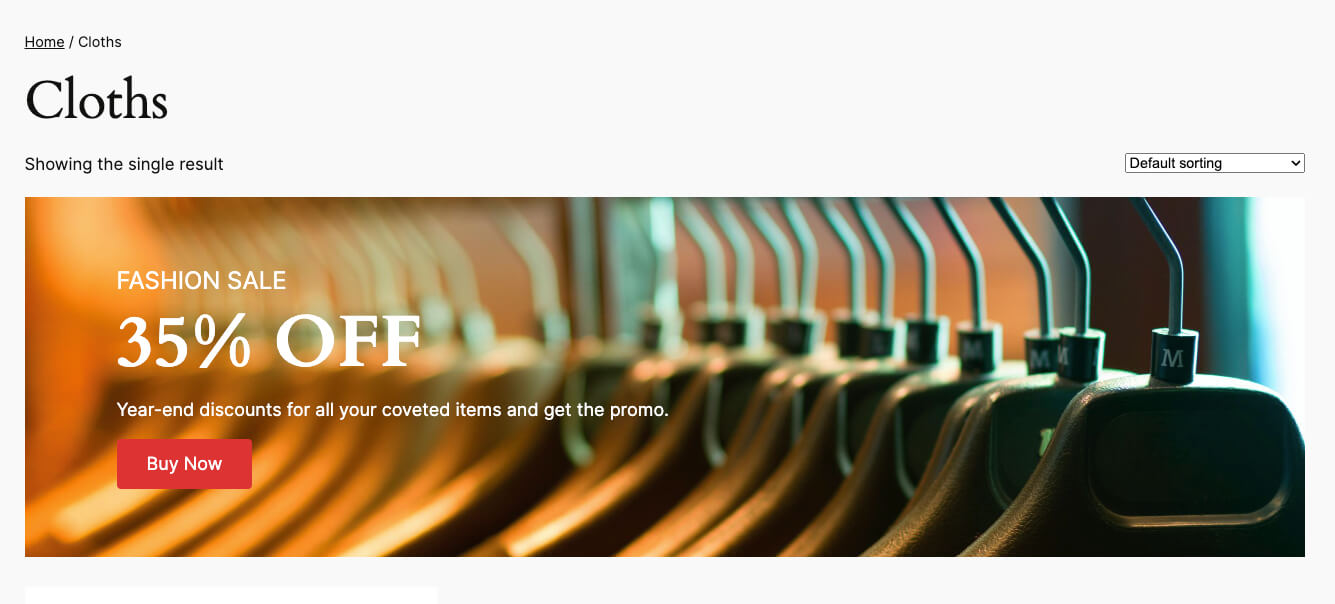 Home / Cloths
Cloths
Showing the single result
Default sorting
FASHION SALE
35% OFF
Year-end discounts for all your coveted items and get the promo.
Buy Now
M
M
M
M